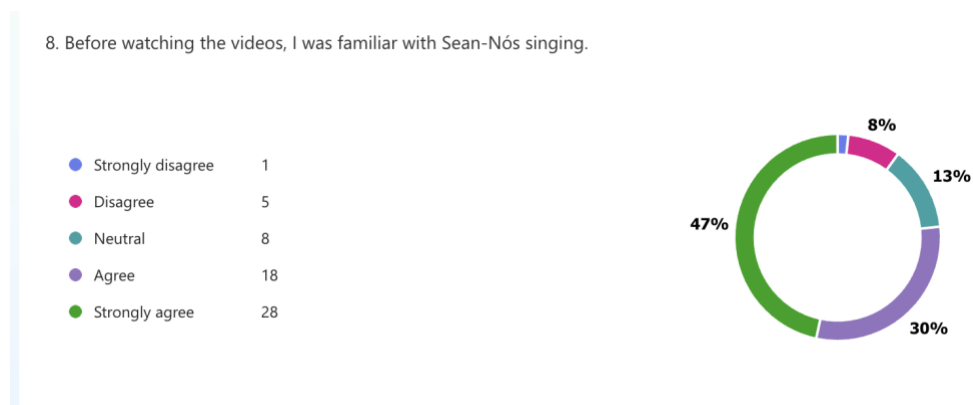 8. Before watching the videos, I was familiar with Sean-Nós singing.
Strongly disagree 1
Disagree 5
Neutral 8
Agree 18
Strongly agree 28
8%
13%
47%
30%